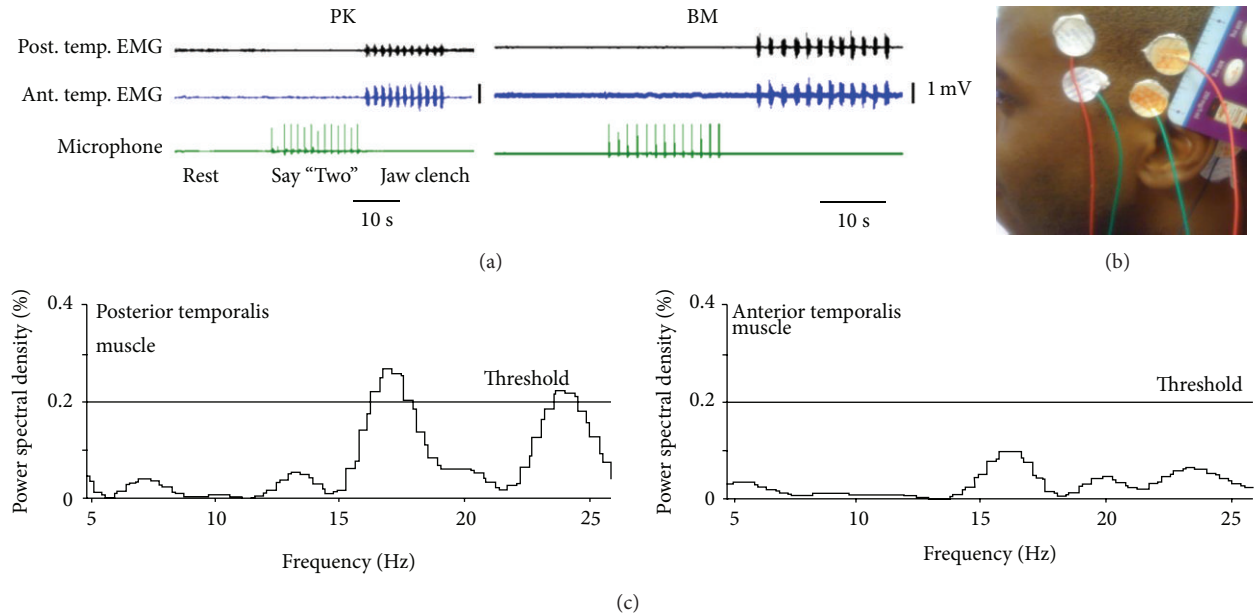 PK BM
Post. temp. EMG
Ant. temp. EMG 1 mV
Microphone
Rest Say “Two” Jaw clench
10 s 10 s
(a) (b)
0.4 Posterior temporalis
muscle
Threshold
0.2
0
5 10 15 20 25
Power spectral density (%)
Frequency (Hz)
0.4 Anterior temporalis
muscle
Threshold
0.2
0
5 10 15 20 25
Power spectral density (%)
Frequency (Hz)
(c)